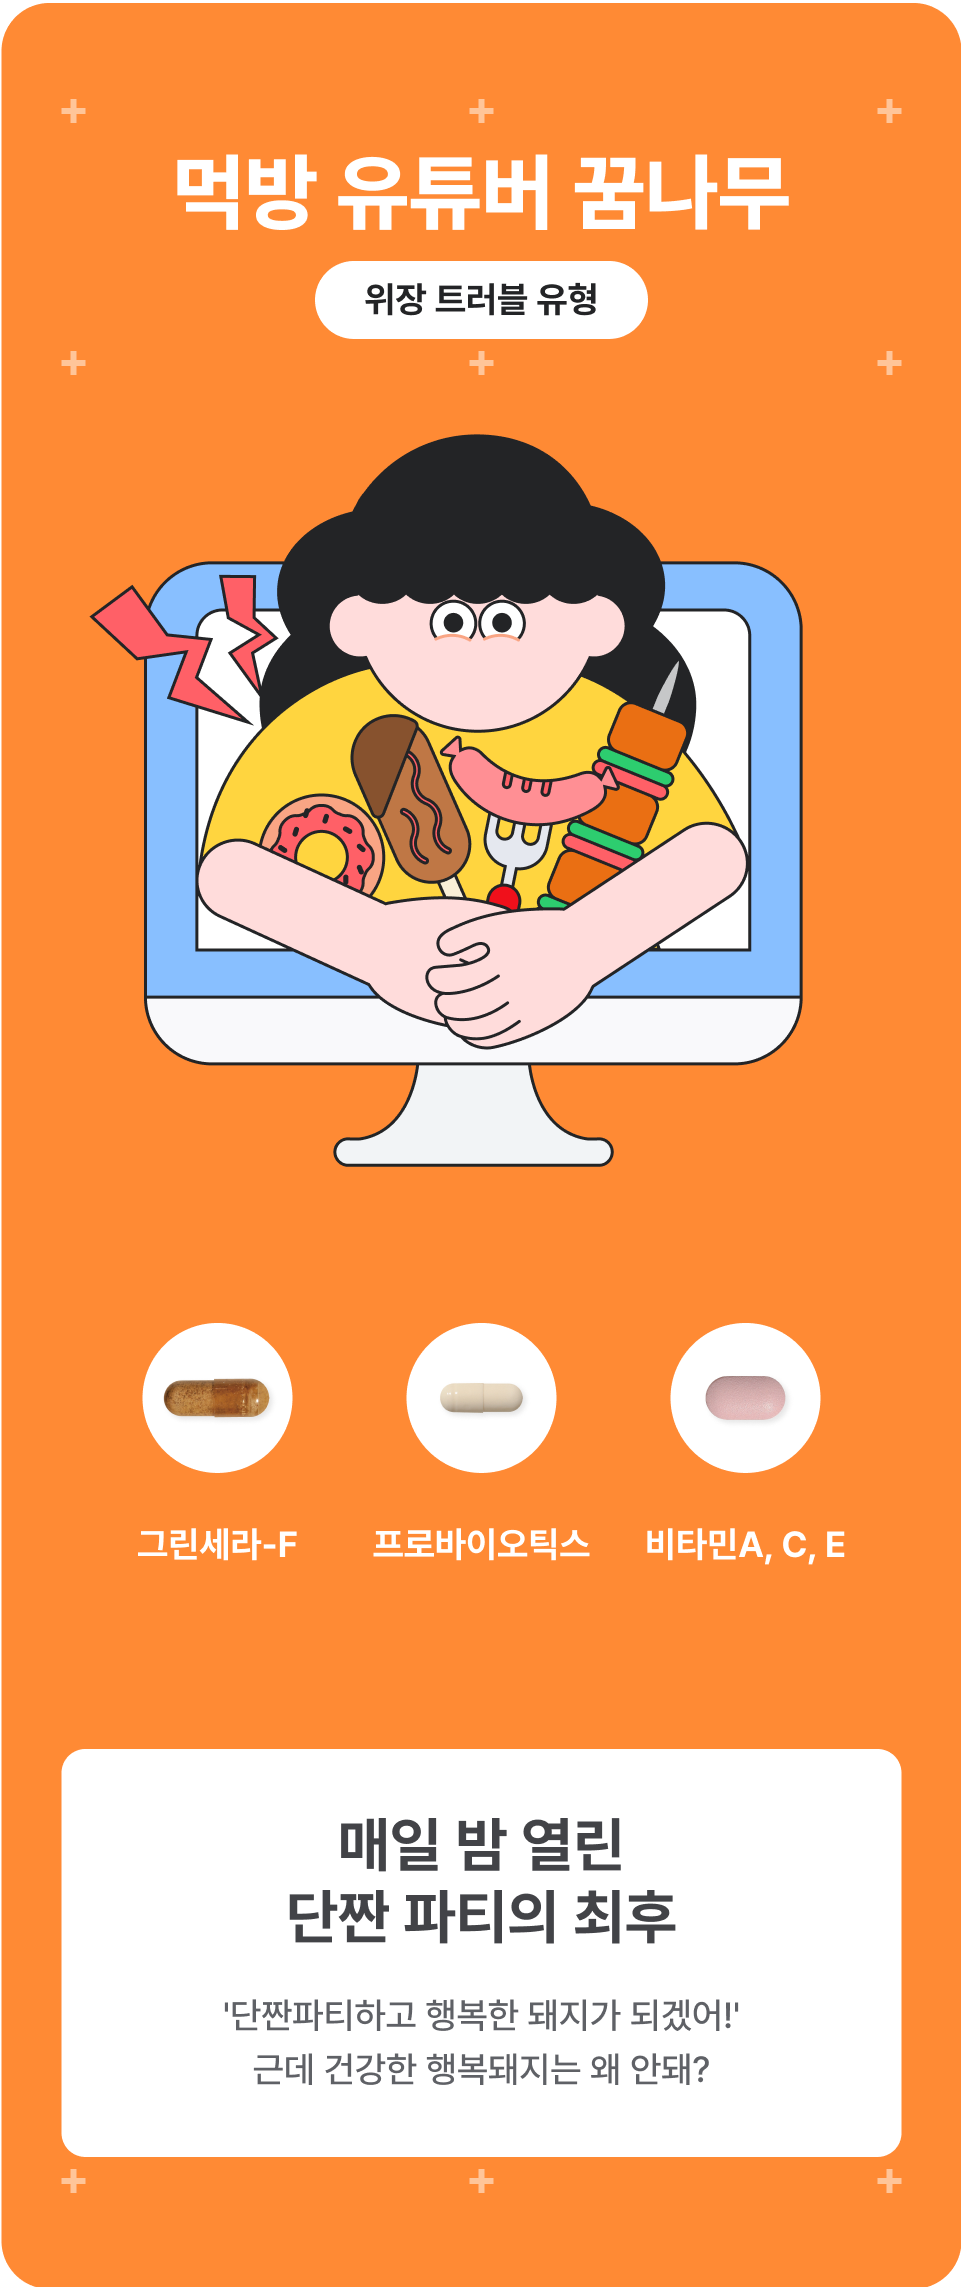 먹방 유튜버 꿈나무
위장 트러블 유형
그린세라-F
프로바이오틱스
비타민A, C, E
매일 밤 열린
단짠 파티의 최후
'단짠파티하고 행복한 돼지가 되겠어!'
근데 건강한 행복돼지는 왜 안돼?